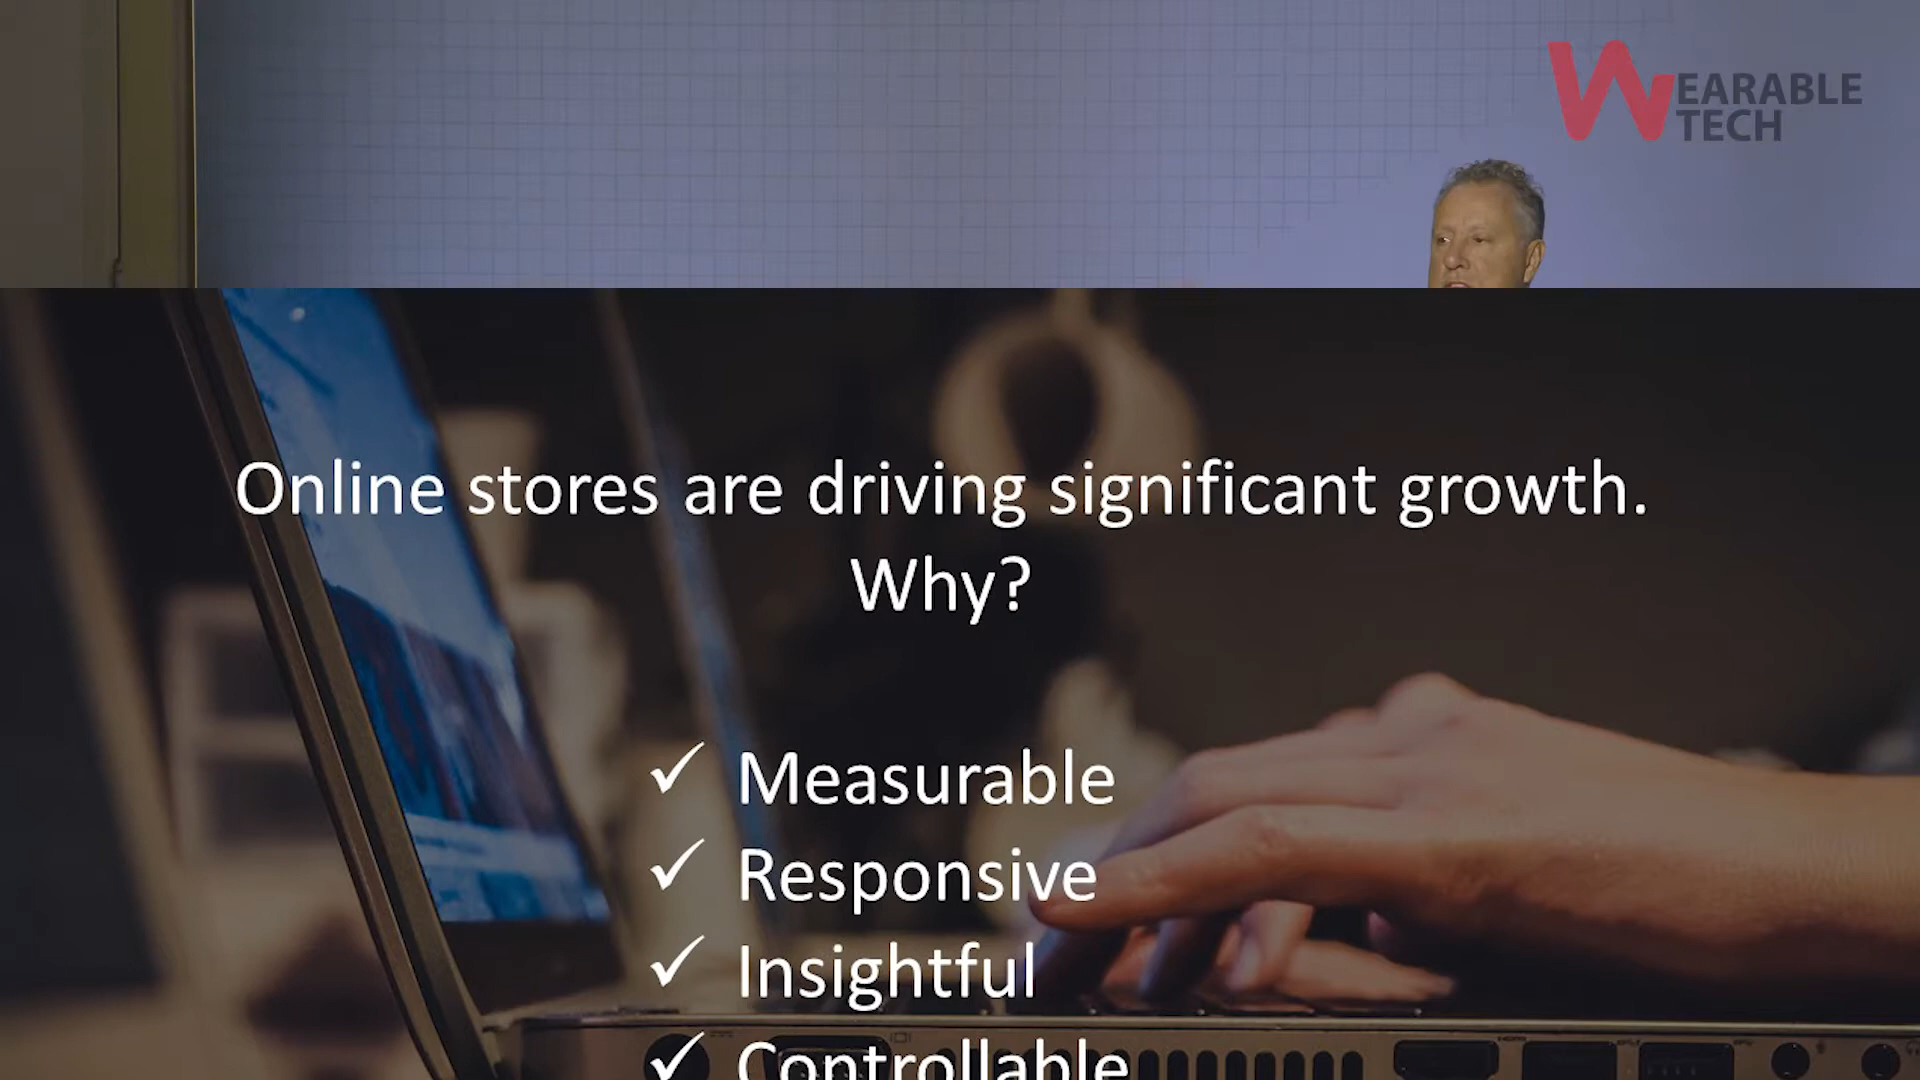 WEARABLE
TECH
Online stores are driving significant growth.
Why?
✓ Measurable
✓ Responsive
✓ Insightful
✓ Controllable